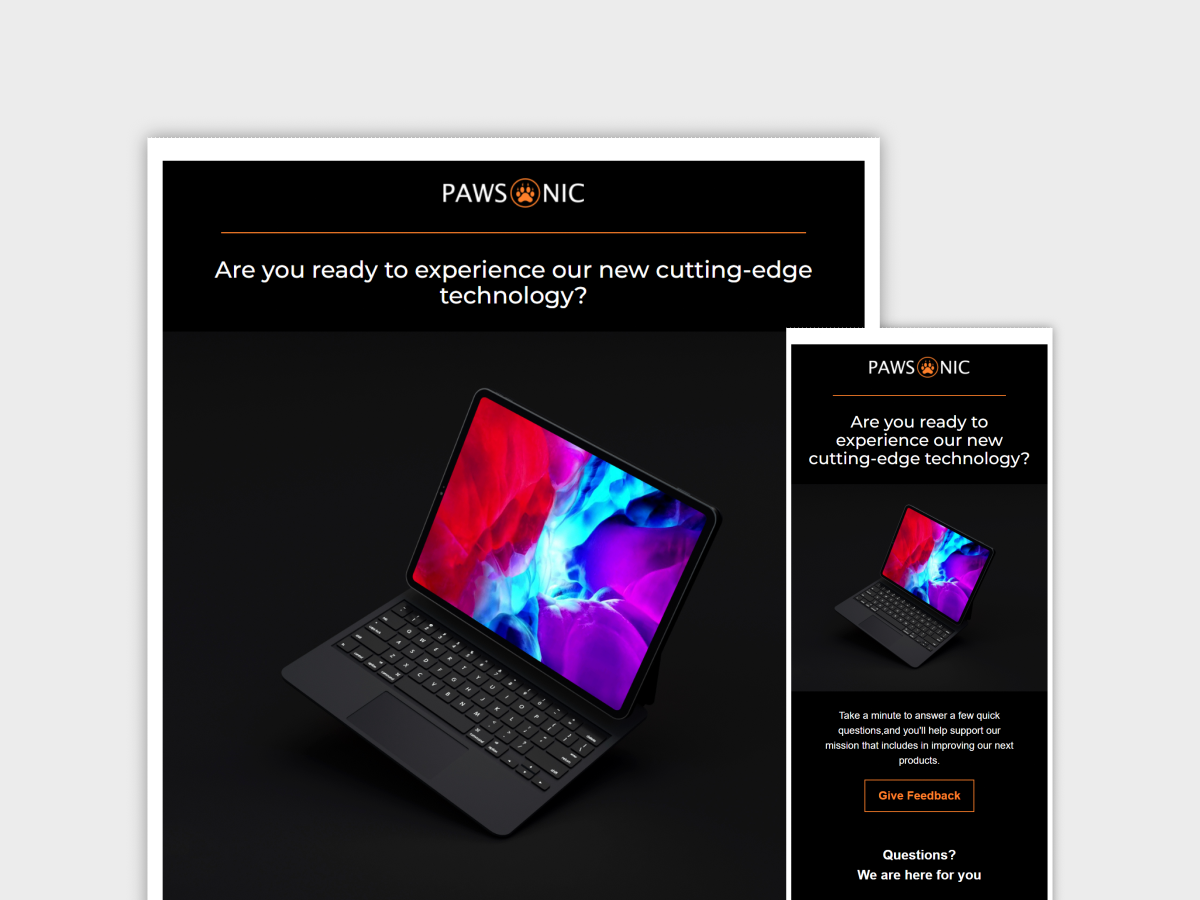 PAWSONIC
Are you ready to experience our new cutting-edge
technology?
PAWSONIC
Are you ready to
experience our new
cutting-edge technology?
Take a minute to answer a few quick
questions,and you'll help support our
mission that includes in improving our next
products.
Give Feedback
Questions?
We are here for you